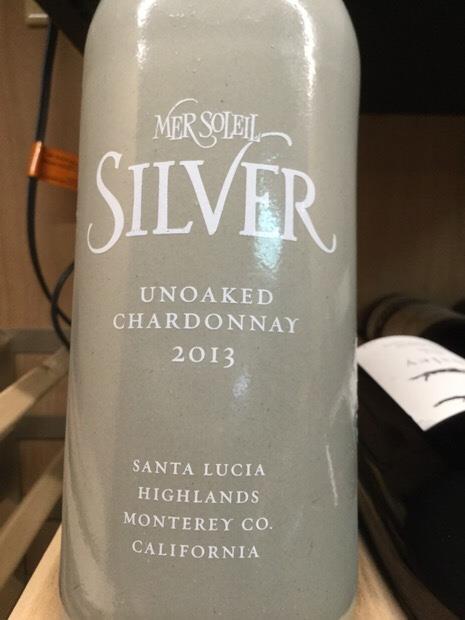 MER SOLEIL
SILVER
UNOAKED
CHARDONNAY
2013
SANTA LUCIA
HIGHLANDS
MONTEREY CO.
CALIFORNIA